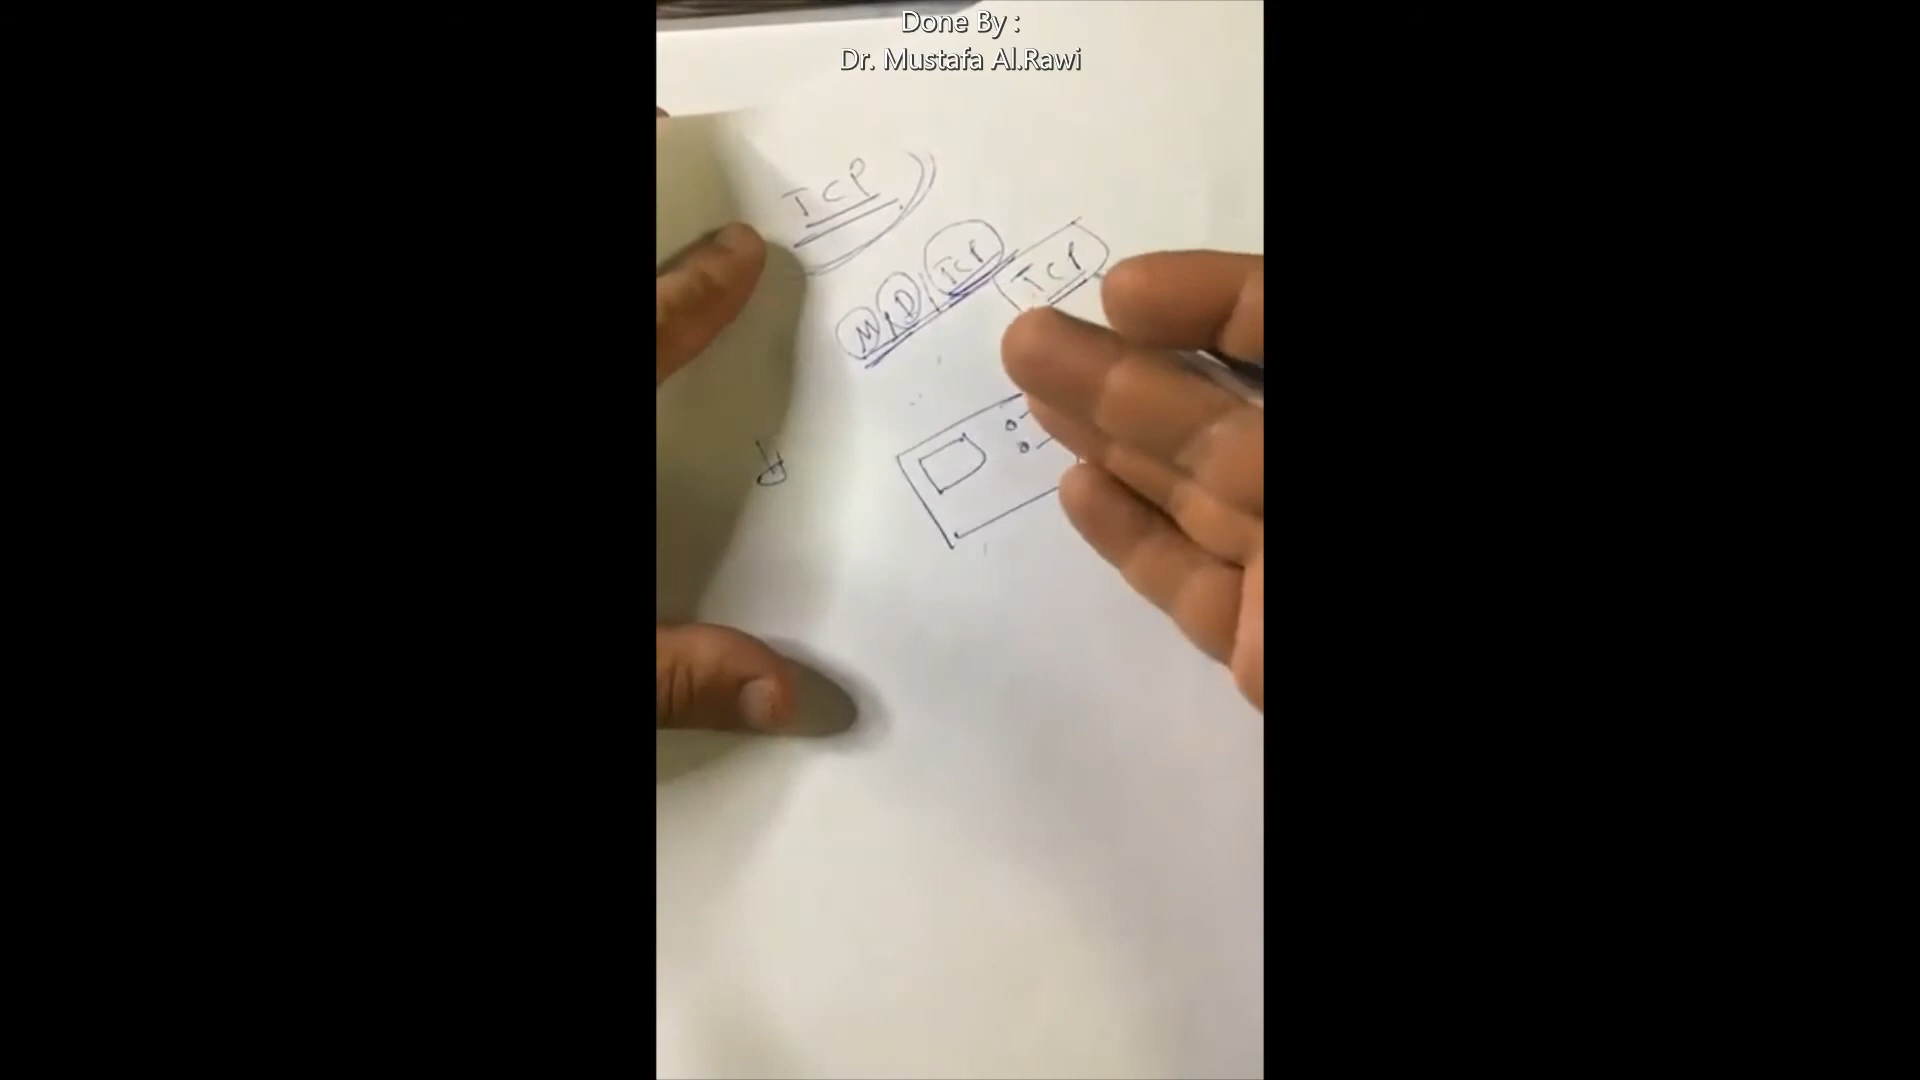 Done By :
Dr. Mustafa Al.Rawi
TCP
M D TCP TCP